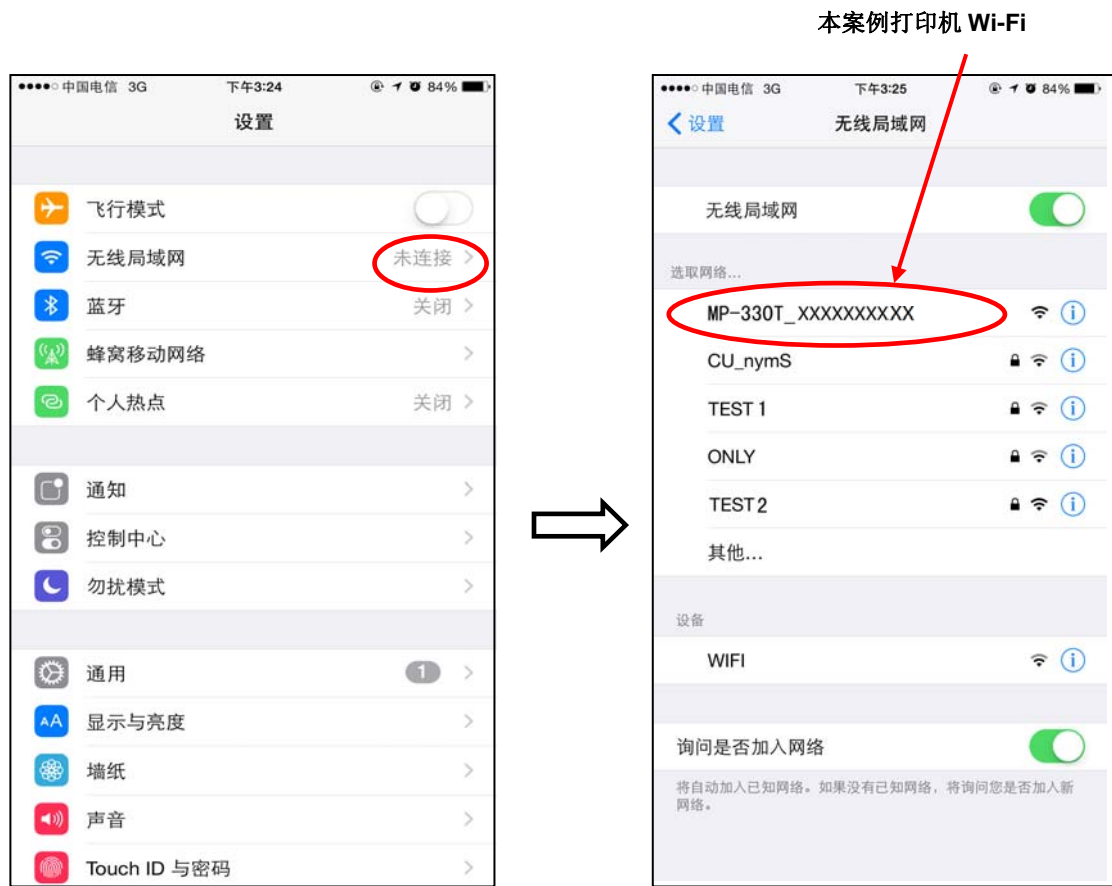 本案例打印机 Wi-Fi
中国电信 3G 下午3:24 84%
设置
飞行模式
无线局域网 未连接
蓝牙 关闭
蜂窝移动网络
个人热点 关闭
通知
控制中心
勿扰模式
通用 1
AA 显示与亮度
墙纸
声音
Touch ID 与密码
中国电信 3G 下午3:25 84%
设置 无线局域网
无线局域网
选取网络...
MP-330T_XXXXXXXXXX
CU_nymS
TEST 1
ONLY
TEST 2
其他...
设备
WIFI
询问是否加入网络
将自动加入已知网络。如果没有已知网络，将询问您是否加入新
网络。